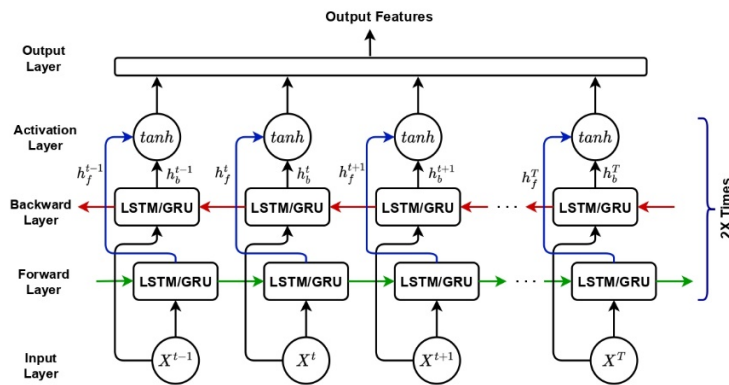 Output Features
Output
Layer
Activation
Layer
tanh tanh tanh tanh
h_f^{t-1} h_b^{t-1} h_f^t h_b^t h_f^{t+1} h_b^{t+1} h_f^T h_b^T
Backward
Layer
LSTM/GRU LSTM/GRU LSTM/GRU ... LSTM/GRU
Forward
Layer
LSTM/GRU LSTM/GRU LSTM/GRU ... LSTM/GRU
Input
Layer
X^{t-1} X^t X^{t+1} X^T
2X Times